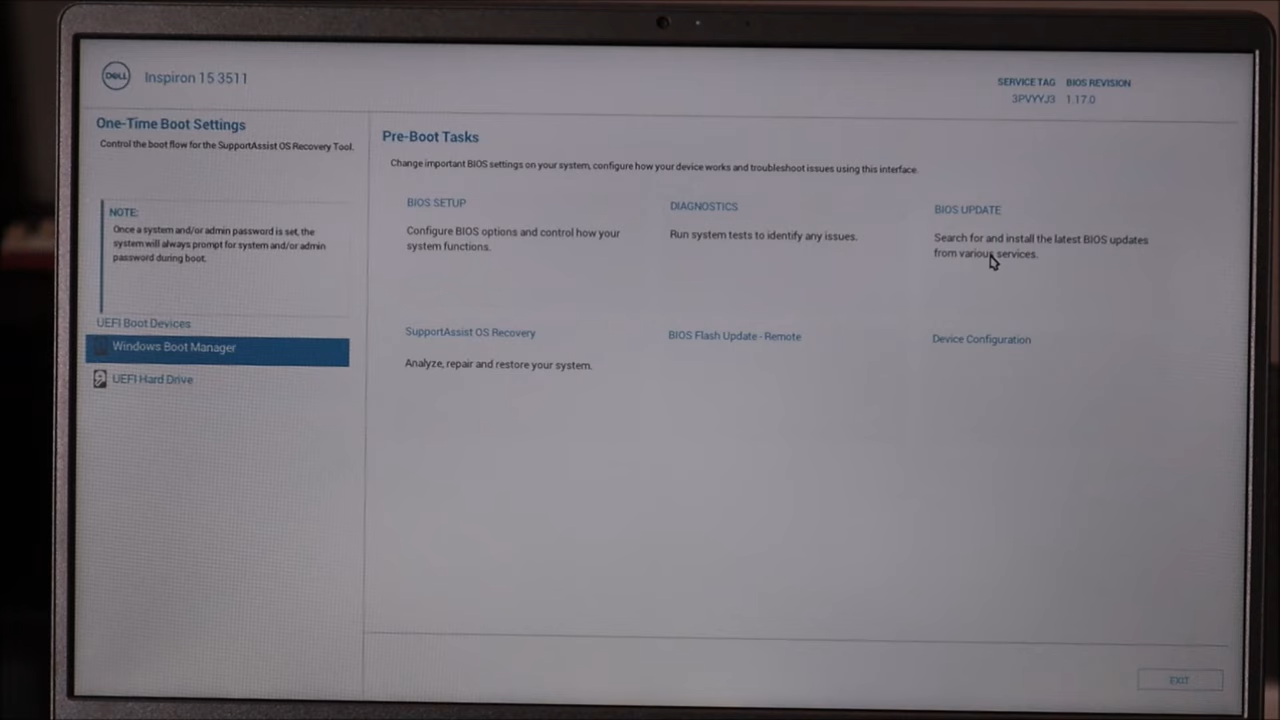 DELL
Inspiron 15 3511
SERVICE TAG BIOS REVISION
3PVYYJ3 1.17.0
One-Time Boot Settings
Control the boot flow for the SupportAssist OS Recovery Tool.
NOTE:
Once a system and/or admin password is set, the
system will always prompt for system and/or admin
password during boot.
UEFI Boot Devices
Windows Boot Manager
UEFI Hard Drive
Pre-Boot Tasks
Change important BIOS settings on your system, configure how your device works and troubleshoot issues using this interface.
BIOS SETUP
Configure BIOS options and control how your
system functions.
DIAGNOSTICS
Run system tests to identify any issues.
BIOS UPDATE
Search for and install the latest BIOS updates
from various services.
SupportAssist OS Recovery
Analyze, repair and restore your system.
BIOS Flash Update - Remote
Device Configuration
EXIT